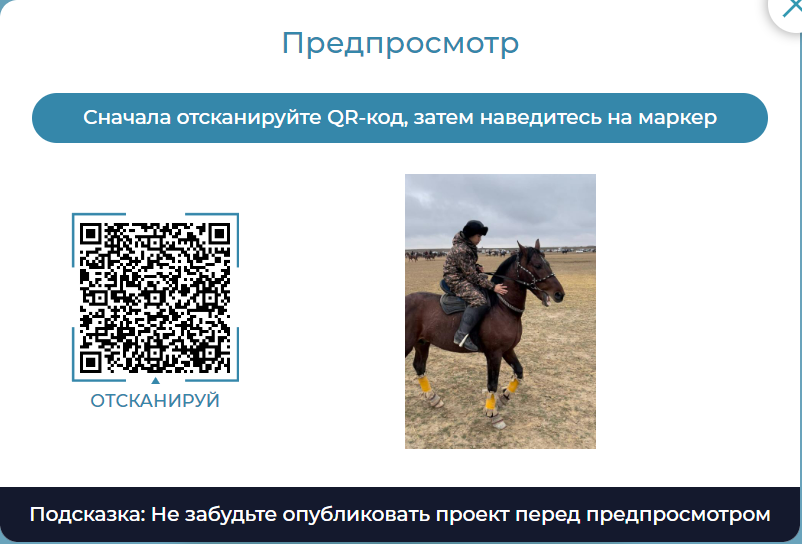 Предпросмотр
Сначала отсканируйте QR-код, затем наведитесь на маркер
ОТСКАНИРУЙ
Подсказка: Не забудьте опубликовать проект перед предпросмотром